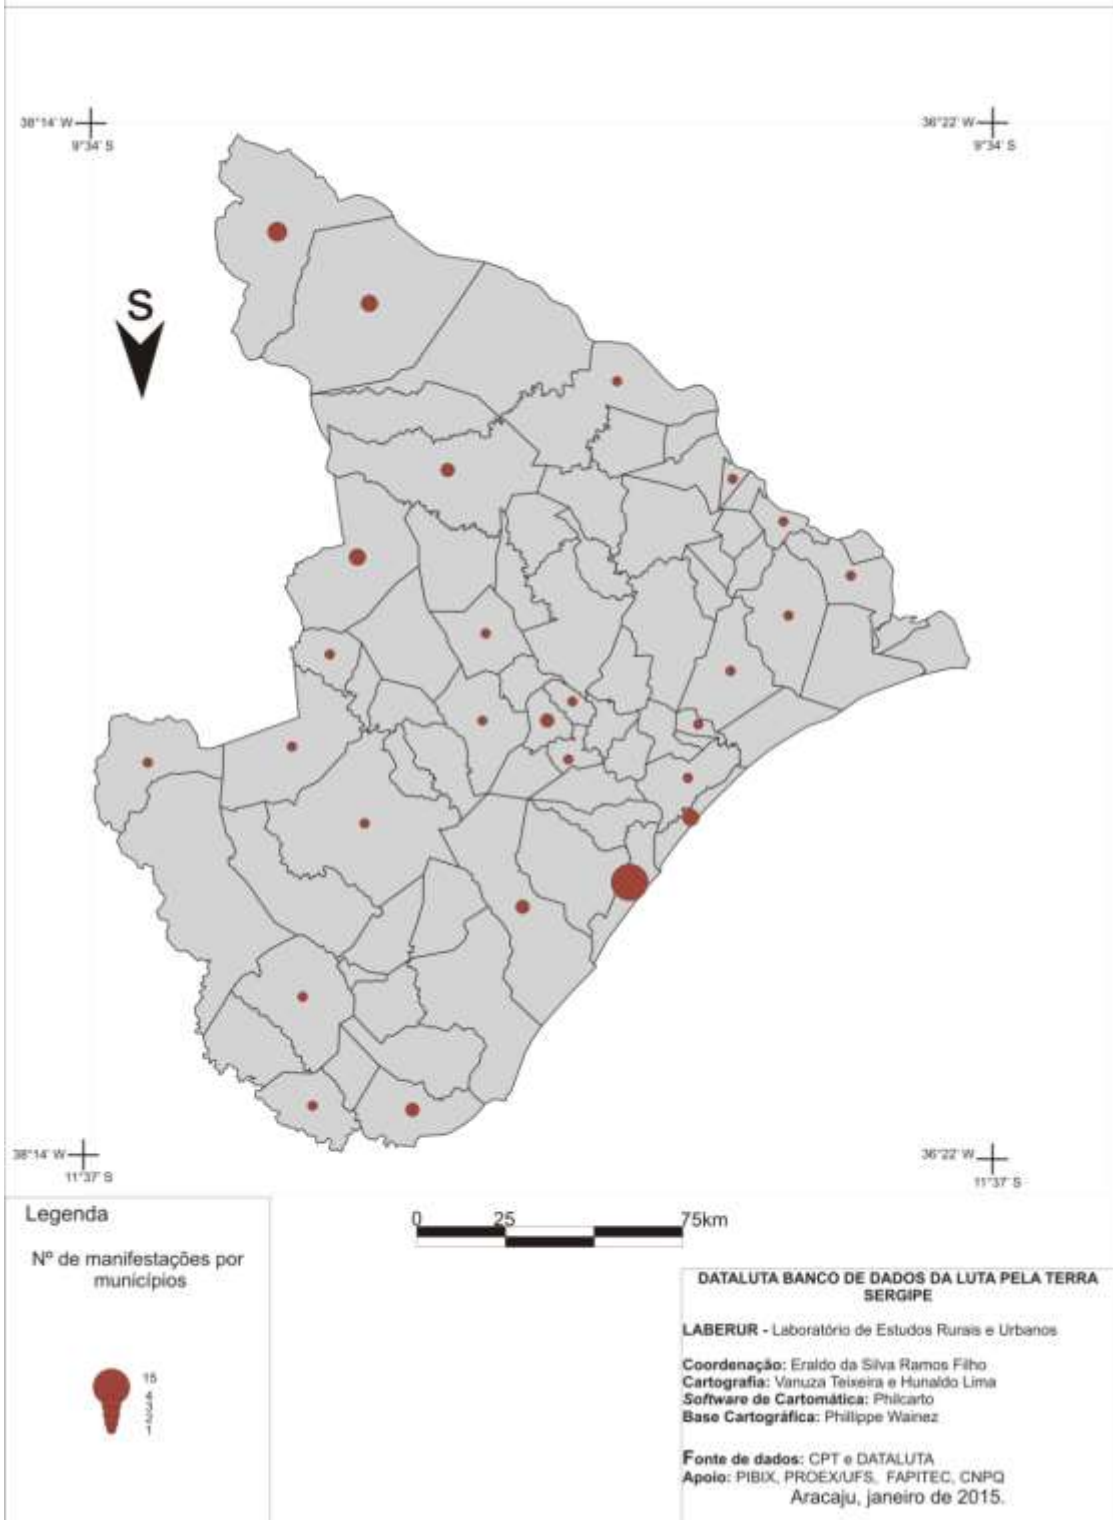 38°14' W
9°34' S
36°22' W
9°34' S
S
38°14' W
11°37' S
36°22' W
11°37' S
Legenda
Nº de manifestações por
municípios
15
4
3
2
1
0 25 75km
DATALUTA BANCO DE DADOS DA LUTA PELA TERRA
SERGIPE
LABERUR - Laboratório de Estudos Rurais e Urbanos
Coordenação: Eraldo da Silva Ramos Filho
Cartografia: Vanuza Teixeira e Hunaldo Lima
Software de Cartomática: Philcarto
Base Cartográfica: Phillippe Wainez
Fonte de dados: CPT e DATALUTA
Apoio: PIBIX, PROEX/UFS, FAPITEC, CNPQ
Aracaju, janeiro de 2015.